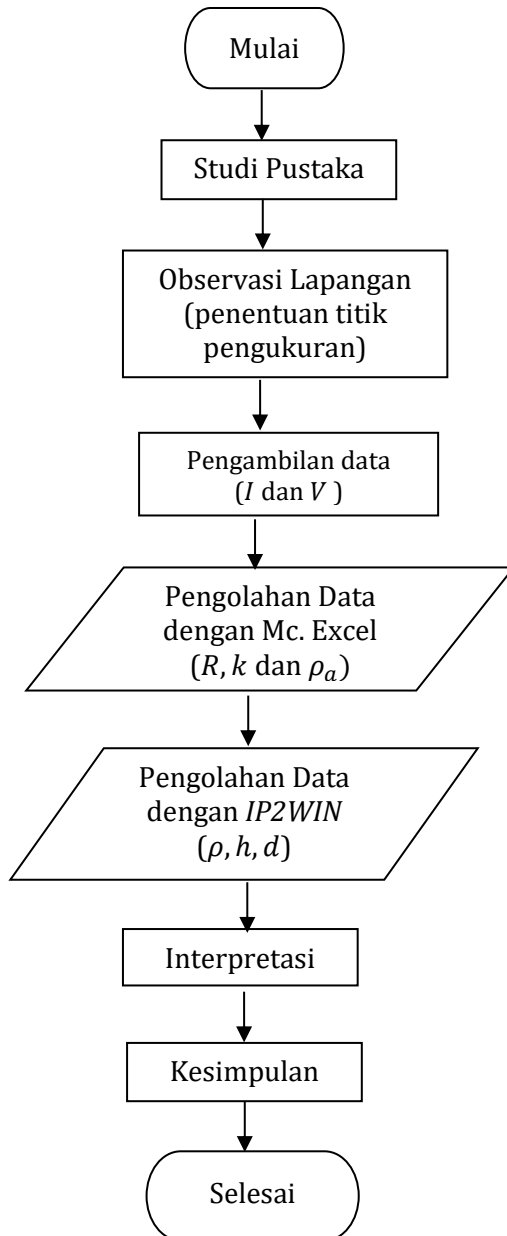 Mulai
Studi Pustaka
Observasi Lapangan
(penentuan titik
pengukuran)
Pengambilan data
(I dan V )
Pengolahan Data
dengan Mc. Excel
(R, k dan ρₐ)
Pengolahan Data
dengan IP2WIN
(ρ, h, d)
Interpretasi
Kesimpulan
Selesai